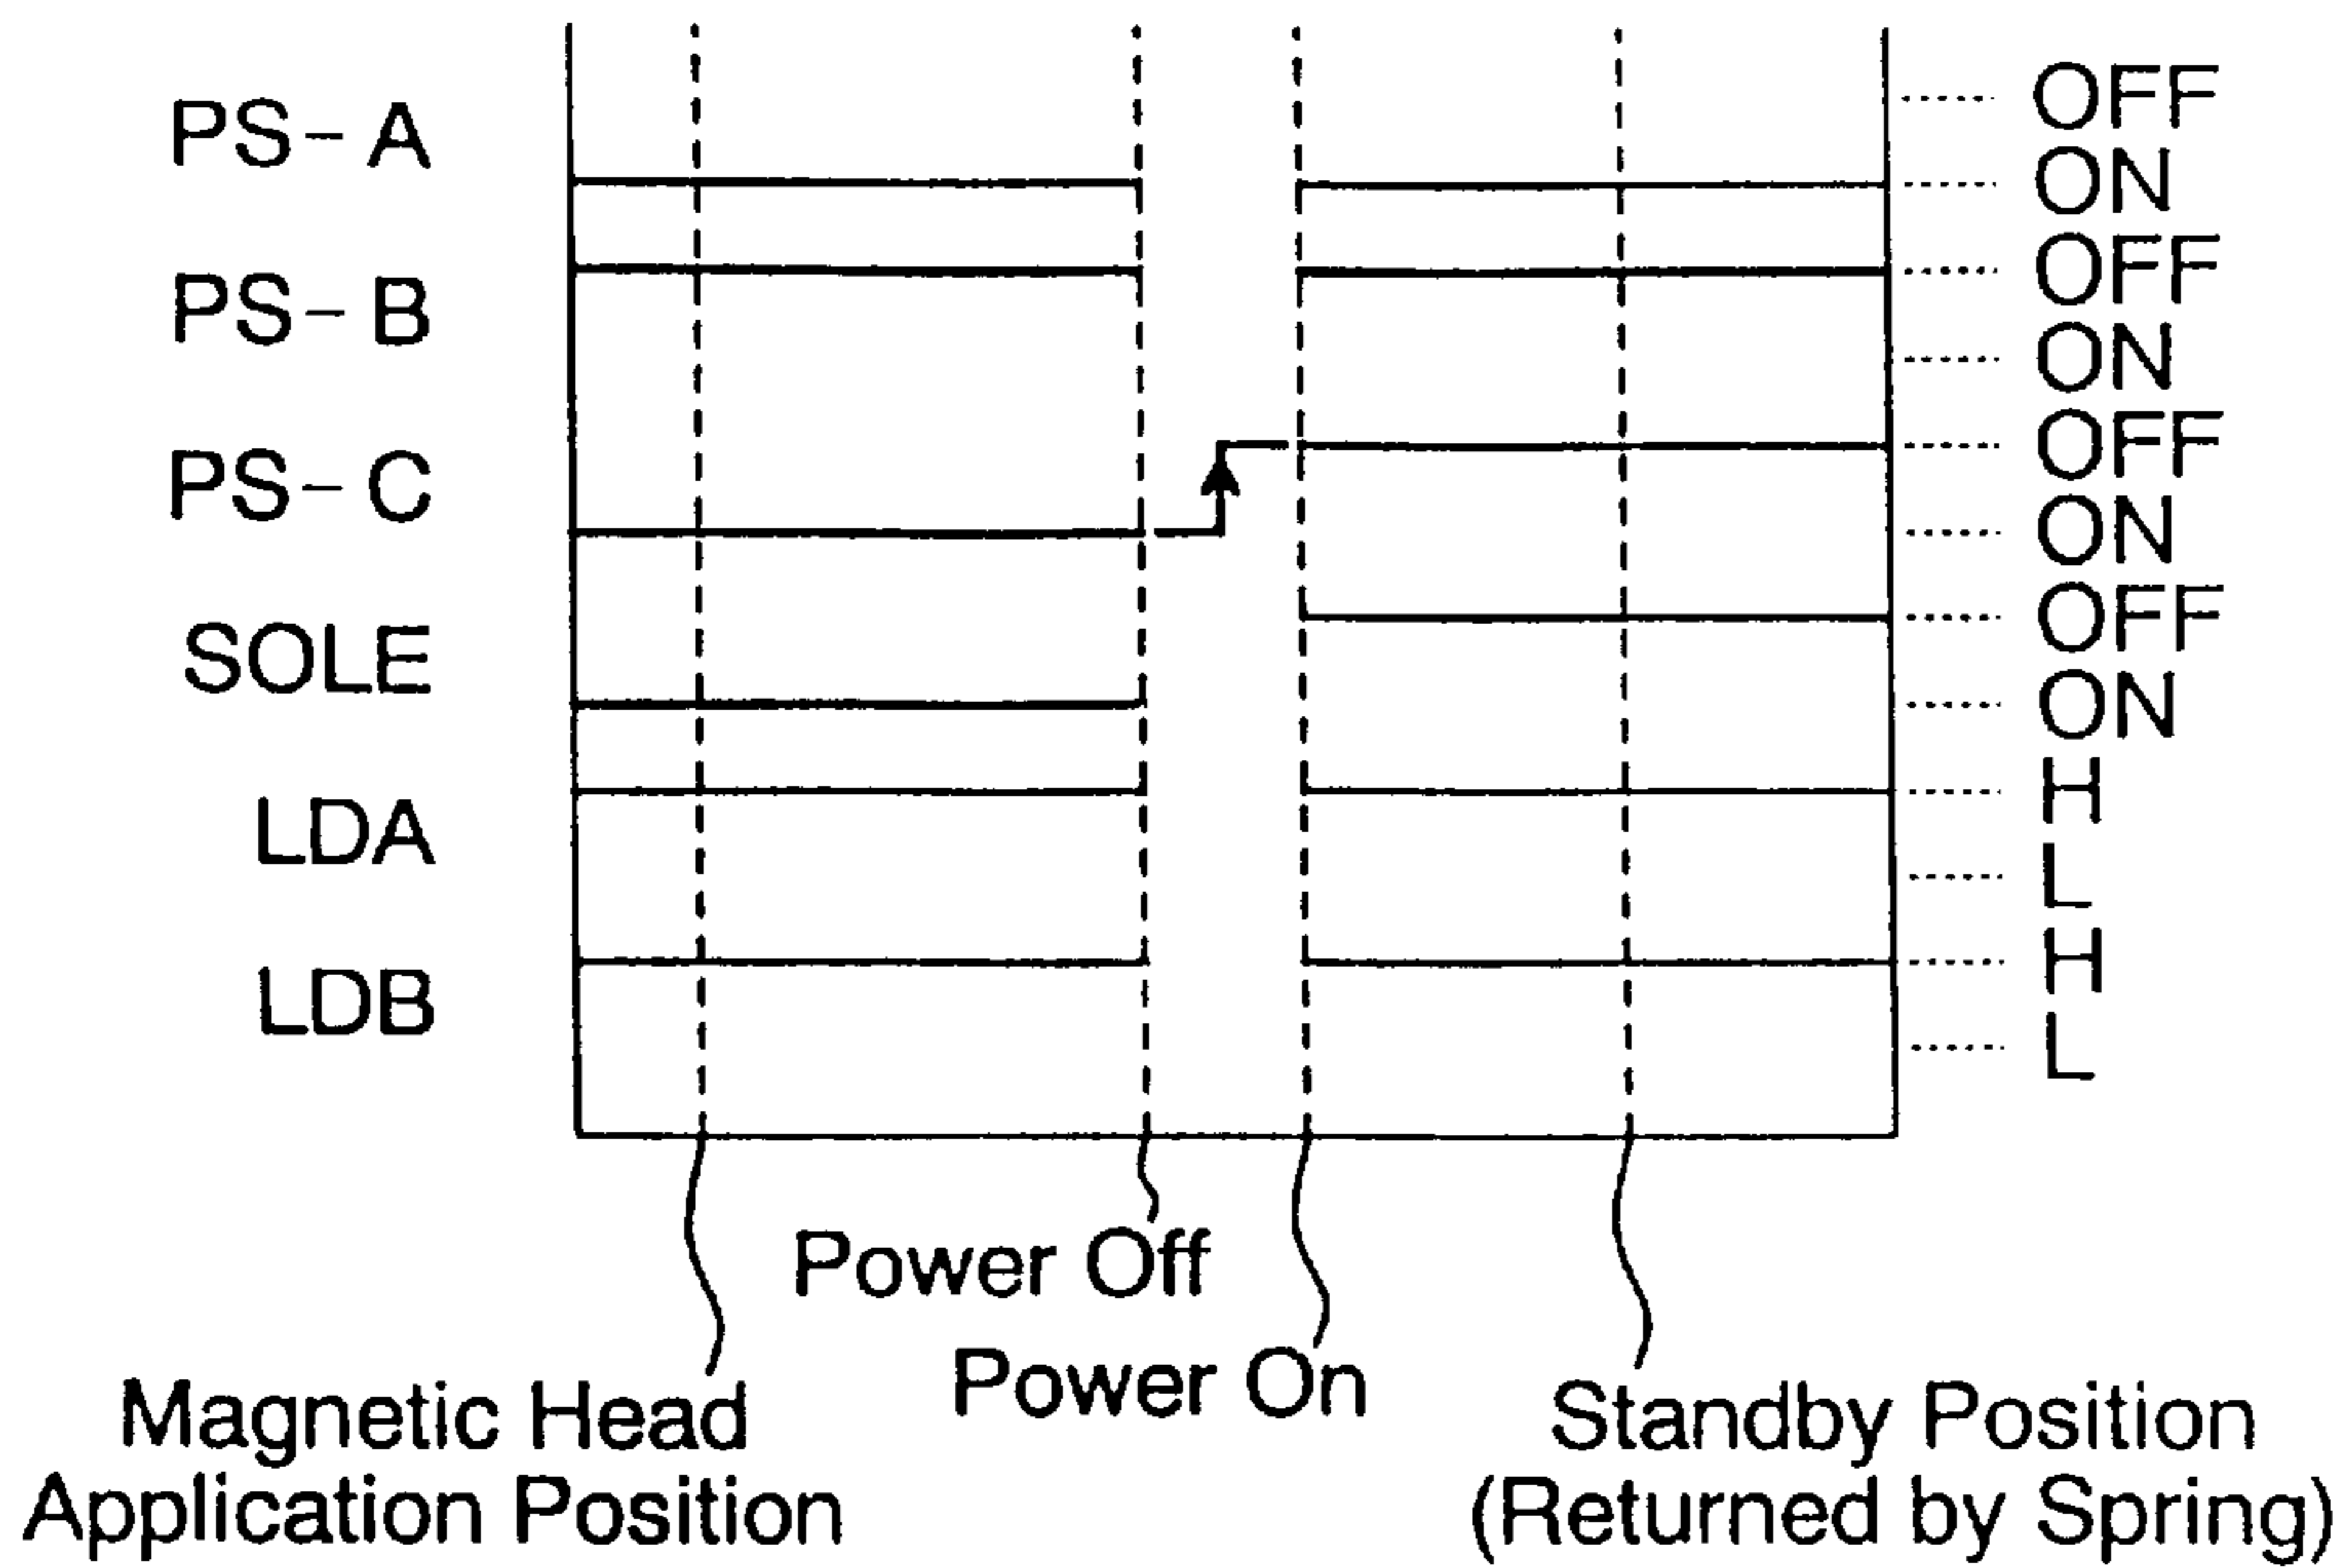 OFF
PS-A
ON
OFF
PS-B
ON
OFF
PS-C
ON
OFF
SOLE
ON
H
LDA
L
H
LDB
L
Power Off
Power On
Magnetic Head
Application Position
Standby Position
(Returned by Spring)